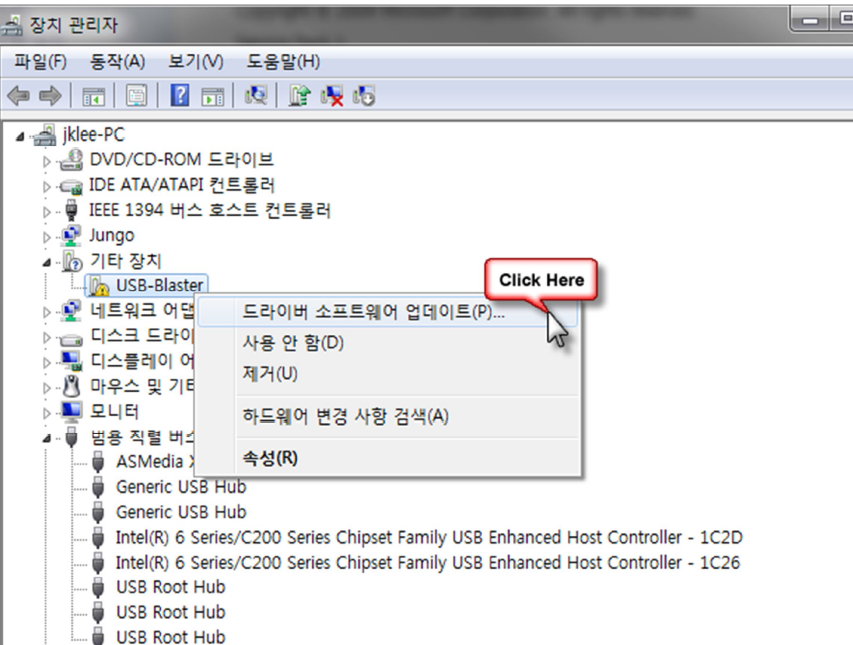 장치 관리자
파일(F) 동작(A) 보기(V) 도움말(H)
jklee-PC
DVD/CD-ROM 드라이브
IDE ATA/ATAPI 컨트롤러
IEEE 1394 버스 호스트 컨트롤러
Jungo
기타 장치
USB-Blaster
Click Here
네트워크 어댑
드라이버 소프트웨어 업데이트(P)...
디스크 드라이
사용 안 함(D)
디스플레이 어
제거(U)
마우스 및 기타
모니터
하드웨어 변경 사항 검색(A)
범용 직렬 버스
속성(R)
ASMedia
Generic USB Hub
Generic USB Hub
Intel(R) 6 Series/C200 Series Chipset Family USB Enhanced Host Controller - 1C2D
Intel(R) 6 Series/C200 Series Chipset Family USB Enhanced Host Controller - 1C26
USB Root Hub
USB Root Hub
USB Root Hub